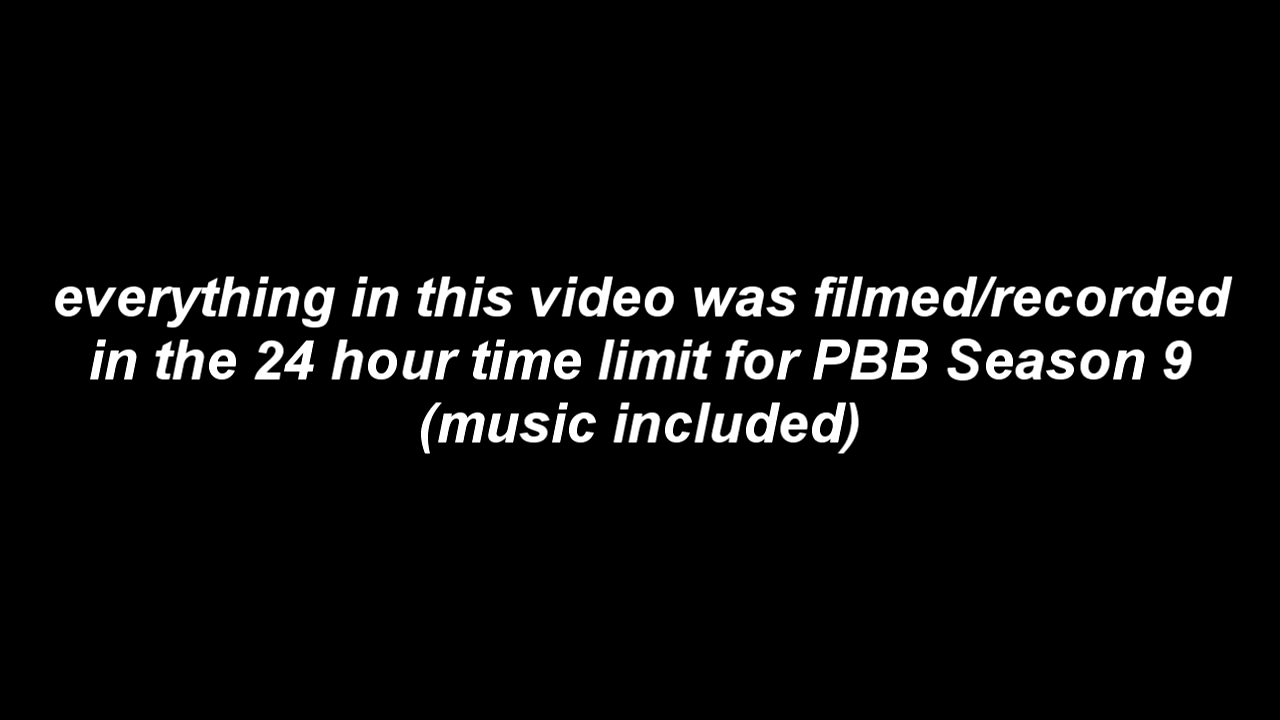 everything in this video was filmed/recorded
in the 24 hour time limit for PBB Season 9
(music included)